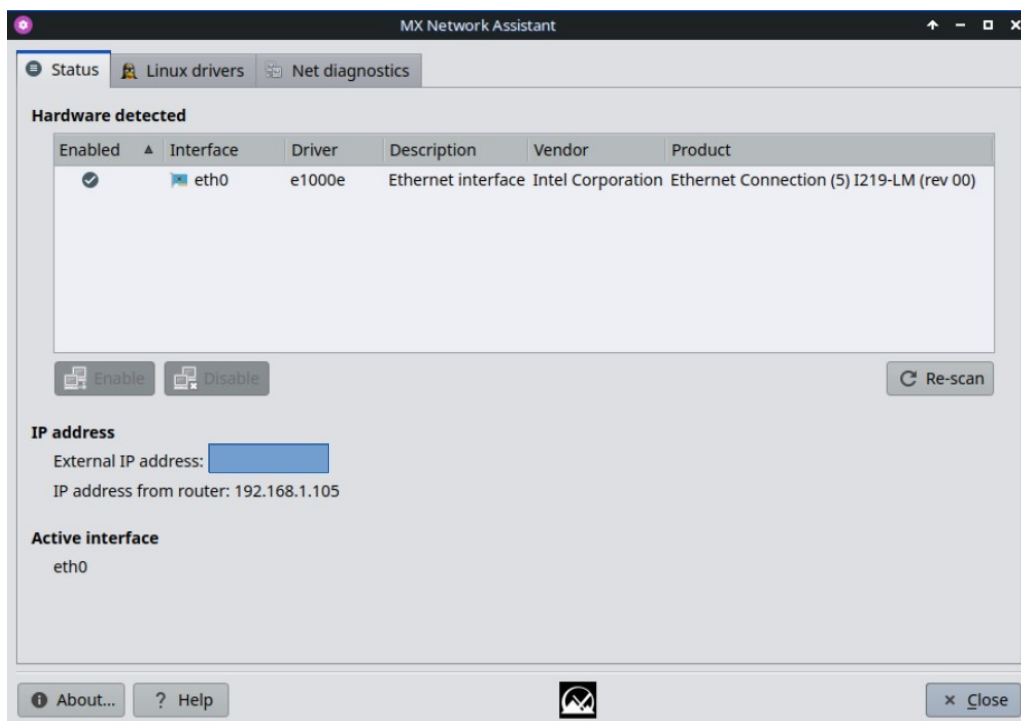 MX Network Assistant
Status Linux drivers Net diagnostics
Hardware detected
Enabled Interface Driver Description Vendor Product
eth0 e1000e Ethernet interface Intel Corporation Ethernet Connection (5) I219-LM (rev 00)
Enable Disable Re-scan
IP address
External IP address:
IP address from router: 192.168.1.105
Active interface
eth0
About... ? Help Close